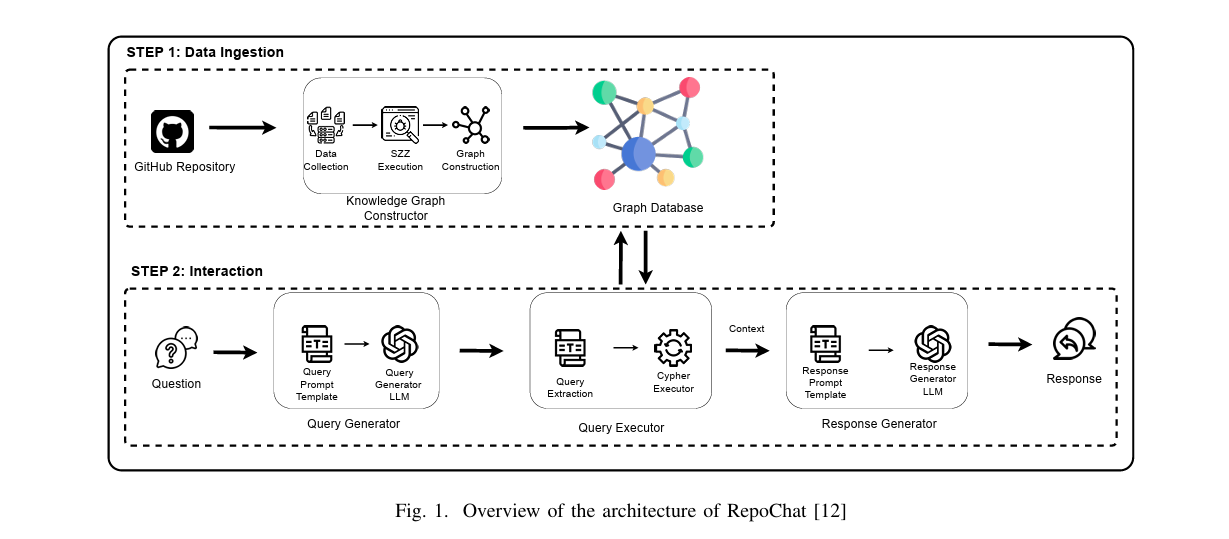 STEP 1: Data Ingestion
GitHub Repository
Data
Collection
SZZ
Execution
Graph
Construction
Knowledge Graph
Constructor
Graph Database
STEP 2: Interaction
Question
Query
Prompt
Template
Query
Generator
LLM
Query Generator
Query
Extraction
Cypher
Executor
Query Executor
Context
Response
Prompt
Template
Response
Generator
LLM
Response Generator
Response
Fig. 1. Overview of the architecture of RepoChat [12]